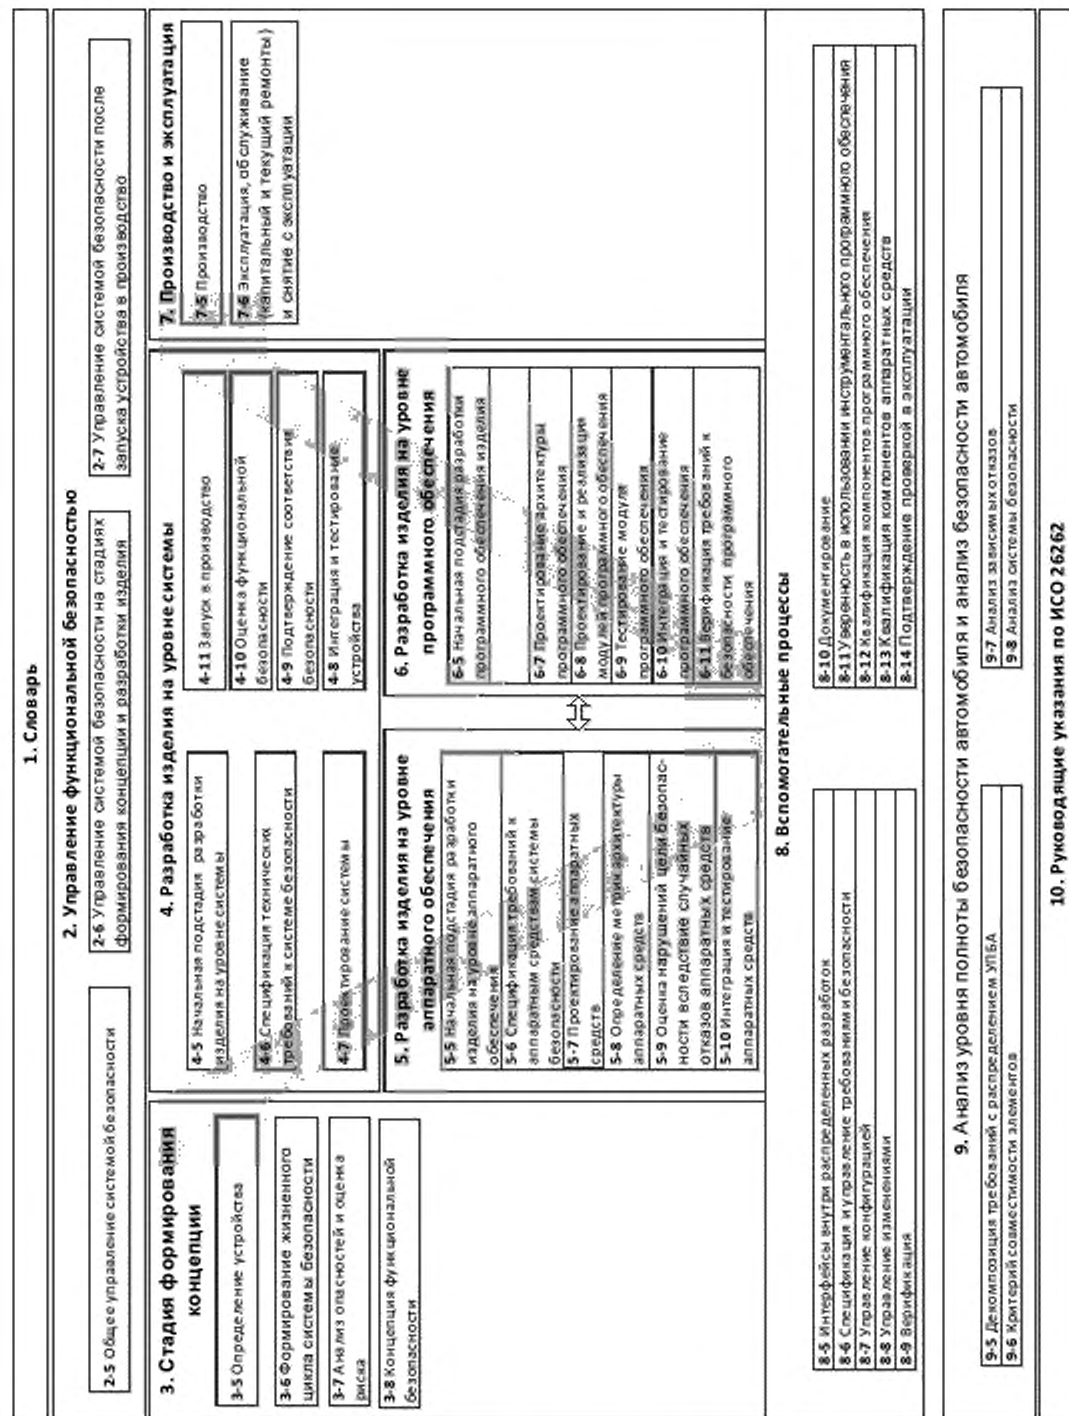 1. Словарь
2. Управление функциональной безопасностью
2-5 Общее управление системой безопасности
2-6 Управление системой безопасности на стадиях
формирования концепции и разработки изделия
2-7 Управление системой безопасности после
запуска устройства в производство
3. Стадия формирования
концепции
3-5 Определение устройства
3-6 Формирование жизненного
цикла системы безопасности
3-7 Анализ опасностей и оценка
риска
3-8 Концепция функциональной
безопасности
4. Разработка изделия на уровне системы
4-5 Начальная подстадия разработки
изделия на уровне системы
4-6 Спецификация технических
требований к системе безопасности
4-7 Проектирование системы
4-11 Запуск в производство
4-10 Оценка функциональной
безопасности
4-9 Подтверждение соответствия
безопасности
4-8 Интеграция и тестирование
устройства
5. Разработка изделия на уровне
аппаратного обеспечения
5-5 Начальная подстадия разработки
изделия на уровне аппаратного
обеспечения
5-6 Спецификация требований к
аппаратным средствам системы
безопасности
5-7 Проектирование аппаратных
средств
5-8 Определение метрик архитектуры
аппаратных средств
5-9 Оценка нарушений цели безопас-
ности вследствие случайных
отказов аппаратных средств
5-10 Интеграция и тестирование
аппаратных средств
6. Разработка изделия на уровне
программного обеспечения
6-5 Начальная подстадия разработки
программного обеспечения изделия
6-7 Проектирование архитектуры
программного обеспечения
6-8 Проектирование и реализация
модулей программного обеспечения
6-9 Тестирование модуля
программного обеспечения
6-10 Интеграция и тестирование
программного обеспечения
6-11 Верификация требований к
безопасности программного
обеспечения
7. Производство и эксплуатация
7-5 Производство
7-6 Эксплуатация, обслуживание
(капитальный и текущий ремонты)
и снятие с эксплуатации
8. Вспомогательные процессы
8-5 Интерфейсы внутри распределенных разработок
8-6 Спецификация и управление требованиями безопасности
8-7 Управление конфигурацией
8-8 Управление изменениями
8-9 Верификация
8-10 Документирование
8-11 Уверенность в использовании инструментального программного обеспечения
8-12 Квалификация компонентов программного обеспечения
8-13 Квалификация компонентов аппаратных средств
8-14 Подтверждение проверкой в эксплуатации
9. Анализ уровня полноты безопасности автомобиля и анализ безопасности автомобиля
9-5 Декомпозиция требований с распределением УПБА
9-6 Критерий совместимости элементов
9-7 Анализ зависимых отказов
9-8 Анализ системы безопасности
10. Руководящие указания по ИСО 26262